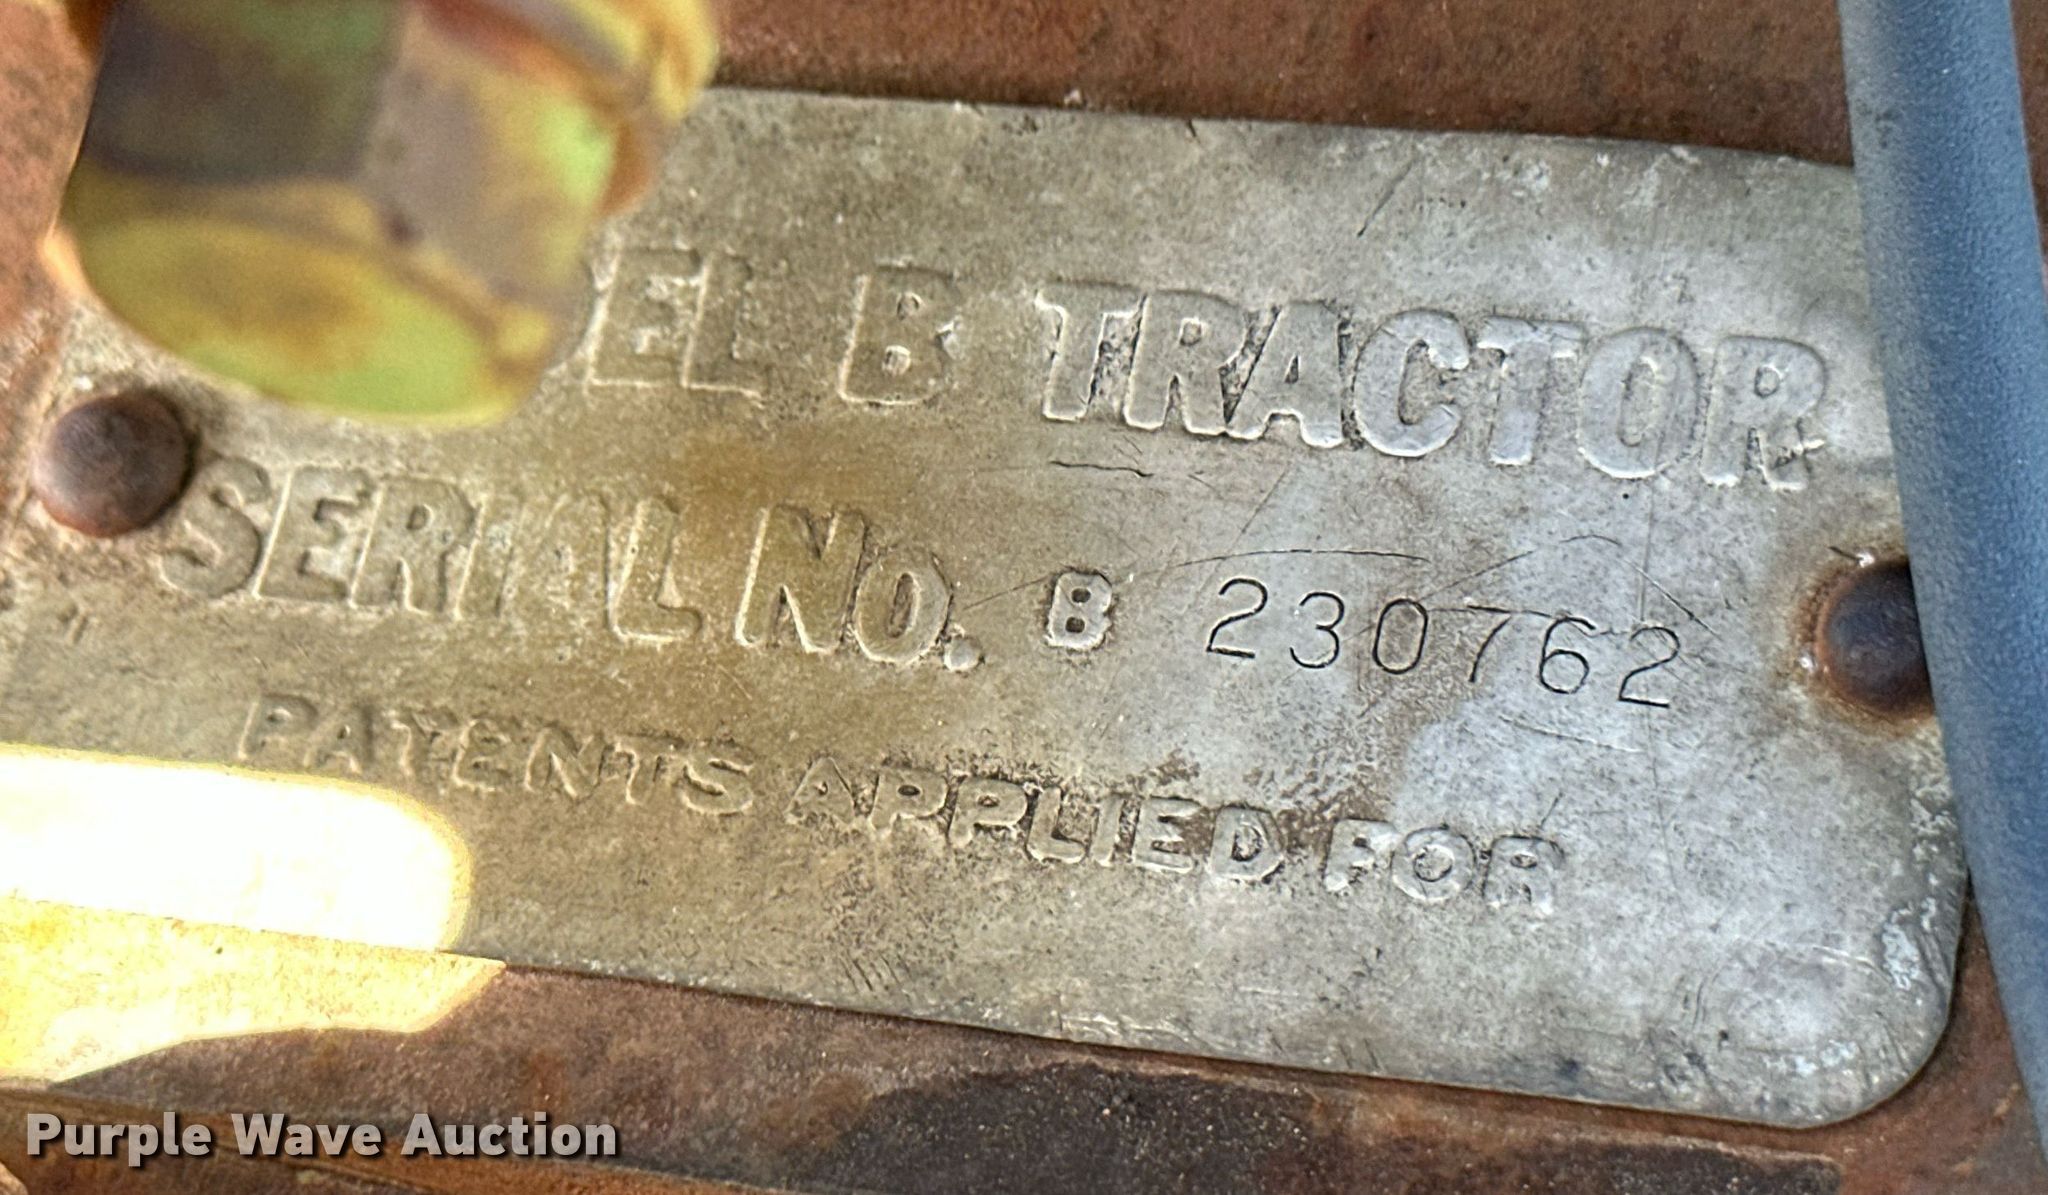 EL B TRACTOR
SERIAL NO. B 230762
PATENTS APPLIED FOR
Purple Wave Auction